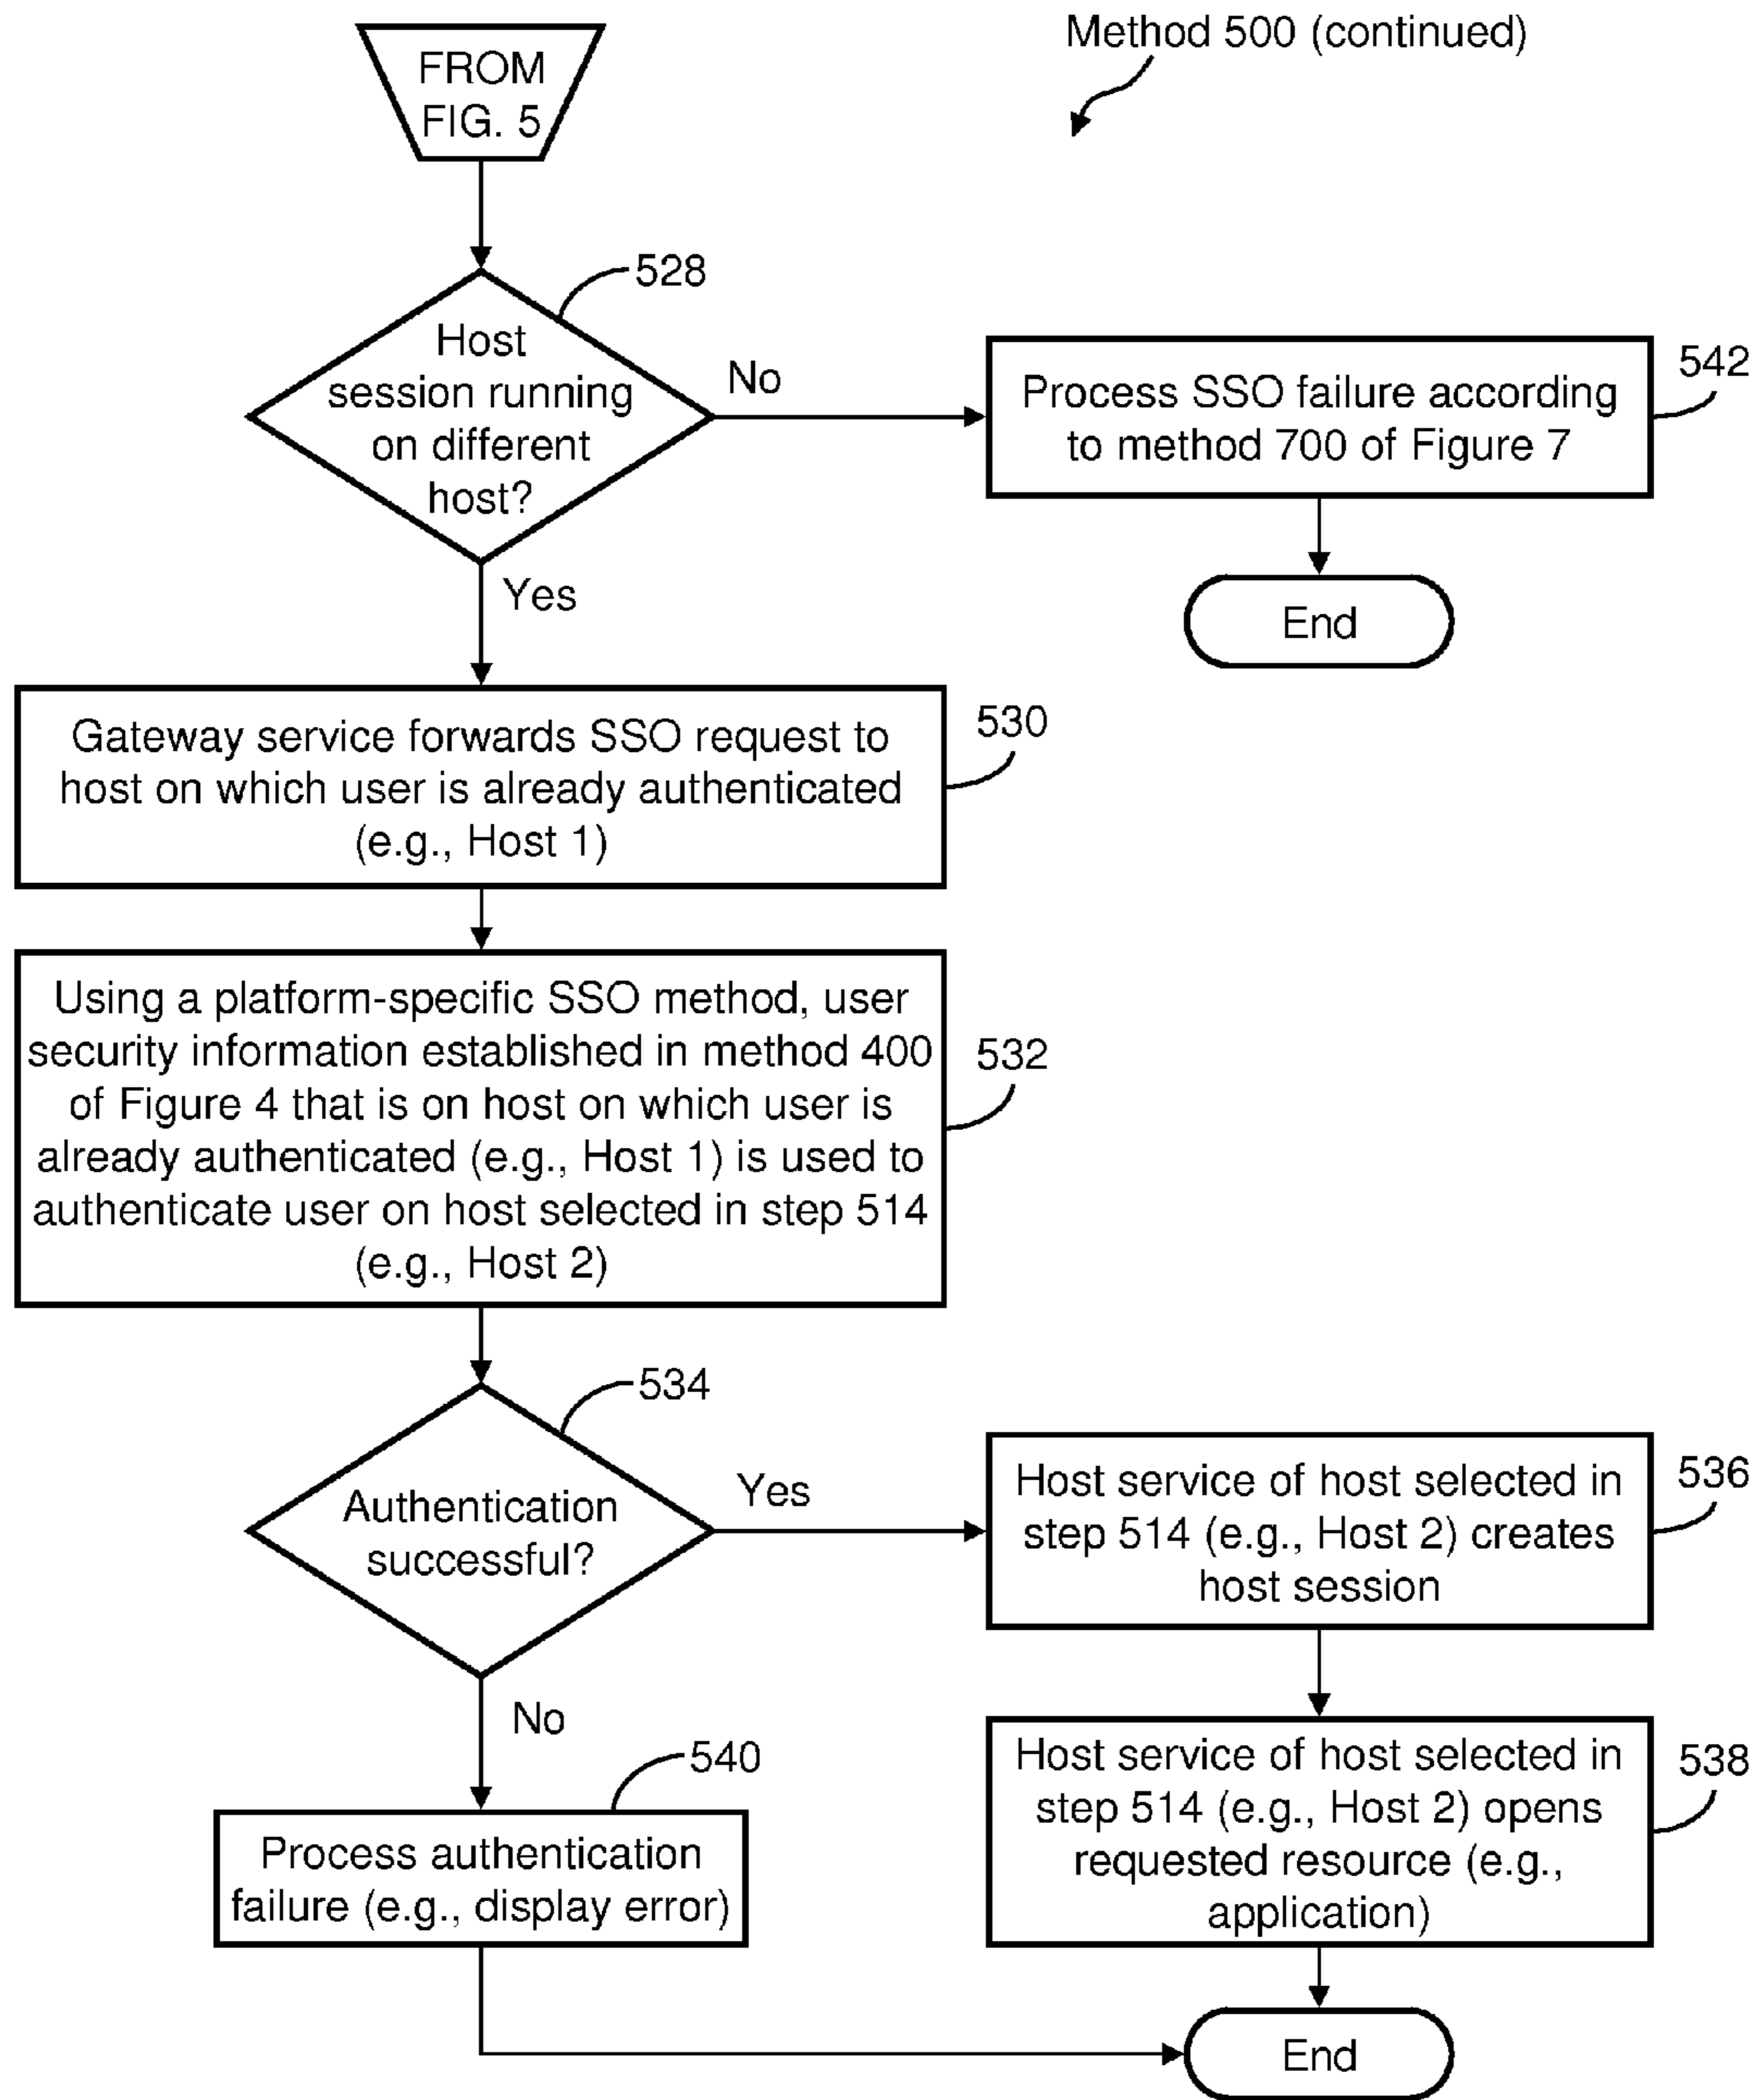 Method 500 (continued)
FROM
FIG. 5
528
Host
session running
on different
host?
No
Process SSO failure according
to method 700 of Figure 7
542
End
Yes
Gateway service forwards SSO request to
host on which user is already authenticated
(e.g., Host 1)
530
Using a platform-specific SSO method, user
security information established in method 400
of Figure 4 that is on host on which user is
already authenticated (e.g., Host 1) is used to
authenticate user on host selected in step 514
(e.g., Host 2)
532
534
Authentication
successful?
Yes
Host service of host selected in
step 514 (e.g., Host 2) creates
host session
536
No
540
Process authentication
failure (e.g., display error)
Host service of host selected in
step 514 (e.g., Host 2) opens
requested resource (e.g.,
application)
538
End